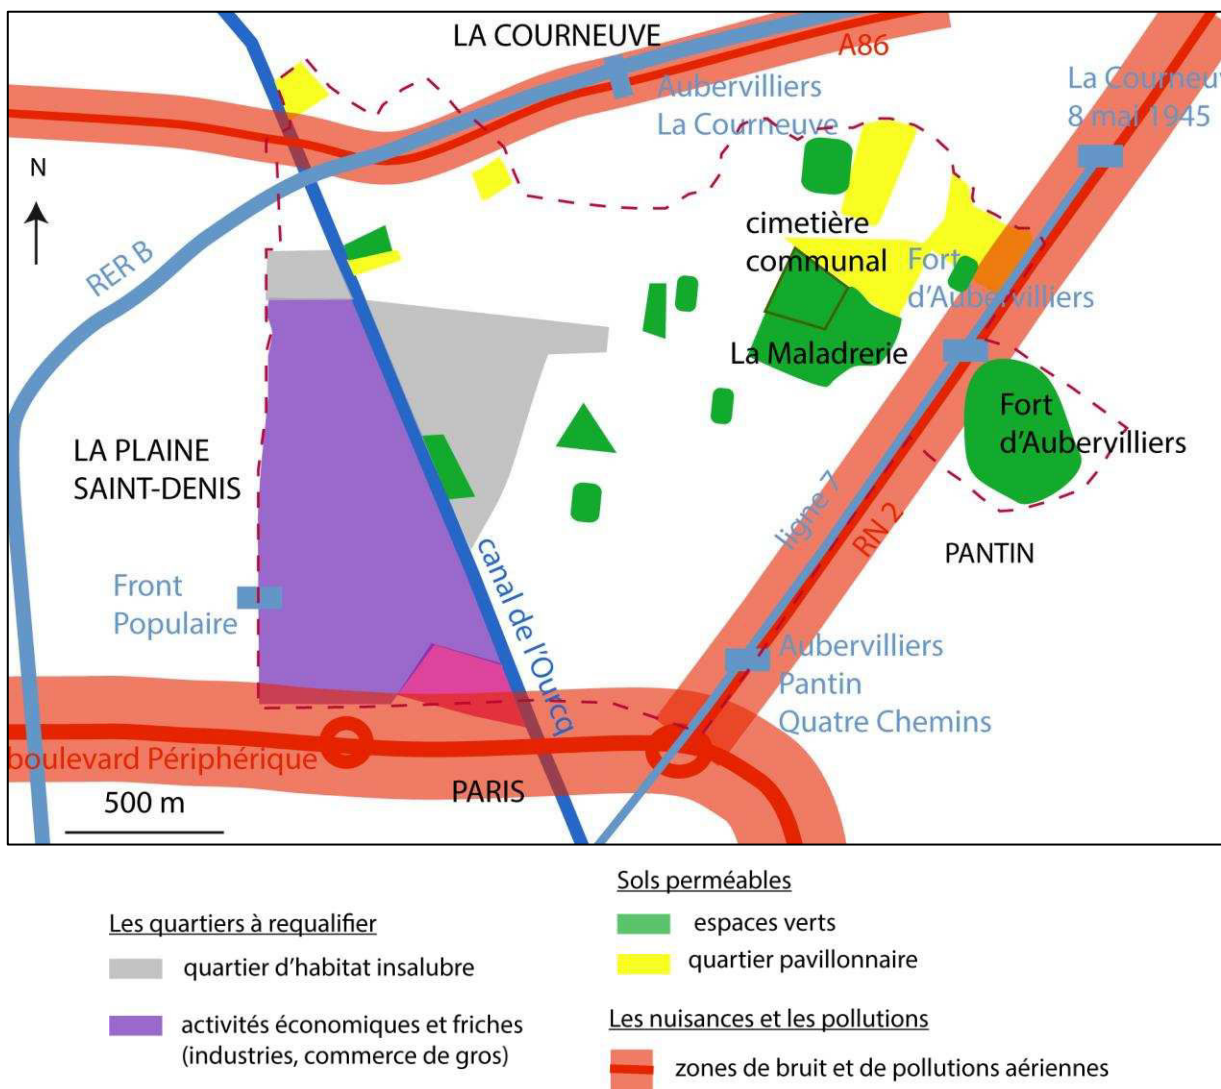 LA COURNEUVE
A86
Aubervilliers
La Courneuve
La Courneuv
8 mai 1945
N
RER B
cimetière
communal
Fort
d'Aubervilliers
La Maladrerie
Fort
d'Aubervilliers
LA PLAINE
SAINT-DENIS
ligne 7
RN 2
PANTIN
canal de l'Ourcq
Front
Populaire
Aubervilliers
Pantin
Quatre Chemins
boulevard Périphérique
PARIS
500 m
Les quartiers à requalifier
quartier d'habitat insalubre
activités économiques et friches
(industries, commerce de gros)
Sols perméables
espaces verts
quartier pavillonnaire
Les nuisances et les pollutions
zones de bruit et de pollutions aériennes